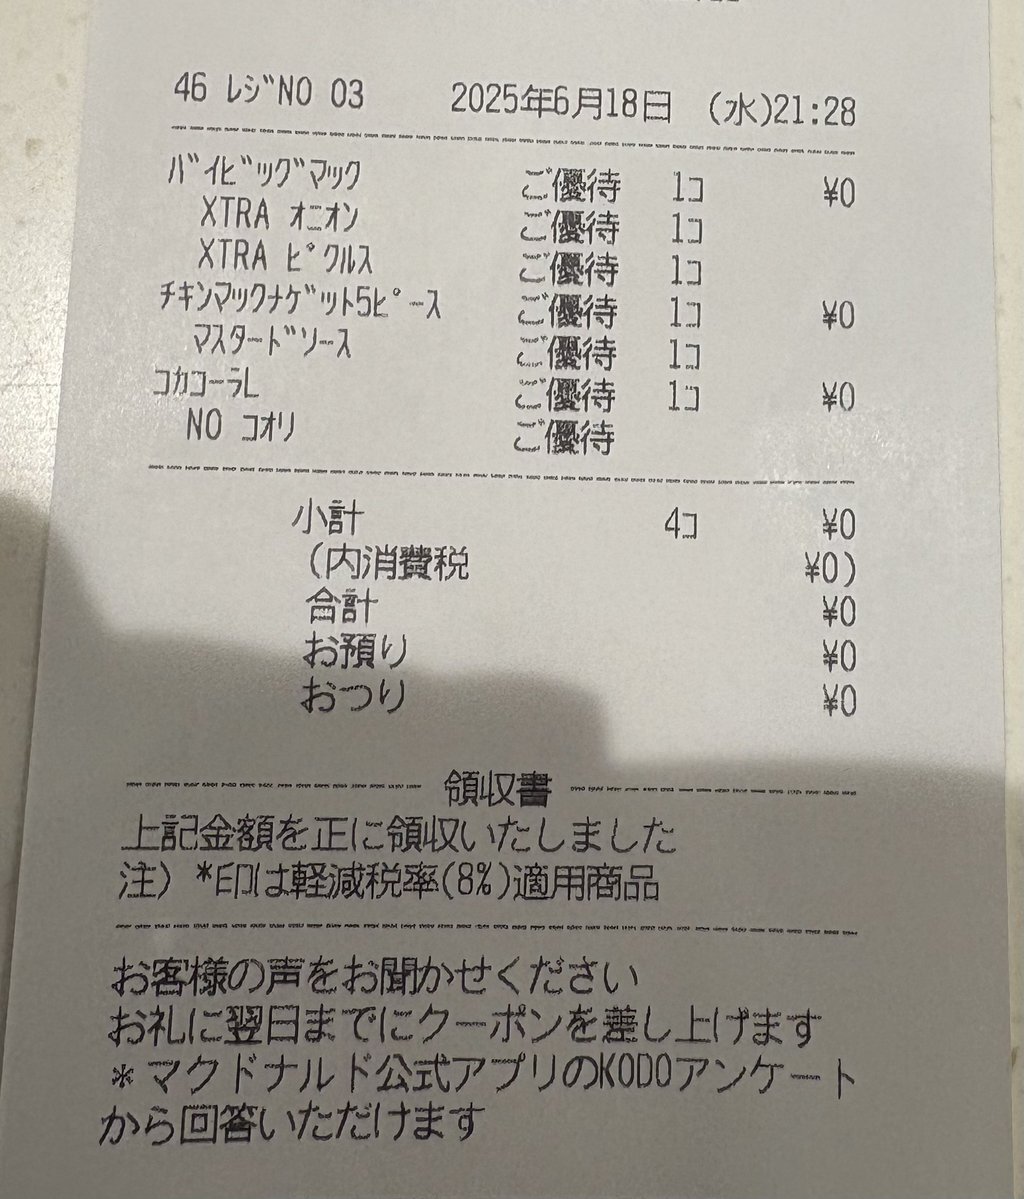 46 ﾚｼﾞNO 03 2025年6月18日 (水)21:28
ﾊﾞｲﾋﾞｯｸﾞﾏｯｸ ご優待 1ｺ ¥0
XTRA ｵﾆｵﾝ ご優待 1ｺ
XTRA ﾋﾟｸﾙｽ ご優待 1ｺ
ﾁｷﾝﾏｯｸﾅｹﾞｯﾄ5ﾋﾟｰｽ ご優待 1ｺ ¥0
ﾏｽﾀｰﾄﾞｿｰｽ ご優待 1ｺ
ｺｶｺｰﾗL ご優待 1ｺ ¥0
NO ｺｵﾘ ご優待
小計 4ｺ ¥0
(内消費税 ¥0)
合計 ¥0
お預り ¥0
おつり ¥0
領収書
上記金額を正に領収いたしました
注) *印は軽減税率(8%)適用商品
お客様の声をお聞かせください
お礼に翌日までにクーポンを差し上げます
* マクドナルド公式アプリのKODOアンケート
から回答いただけます